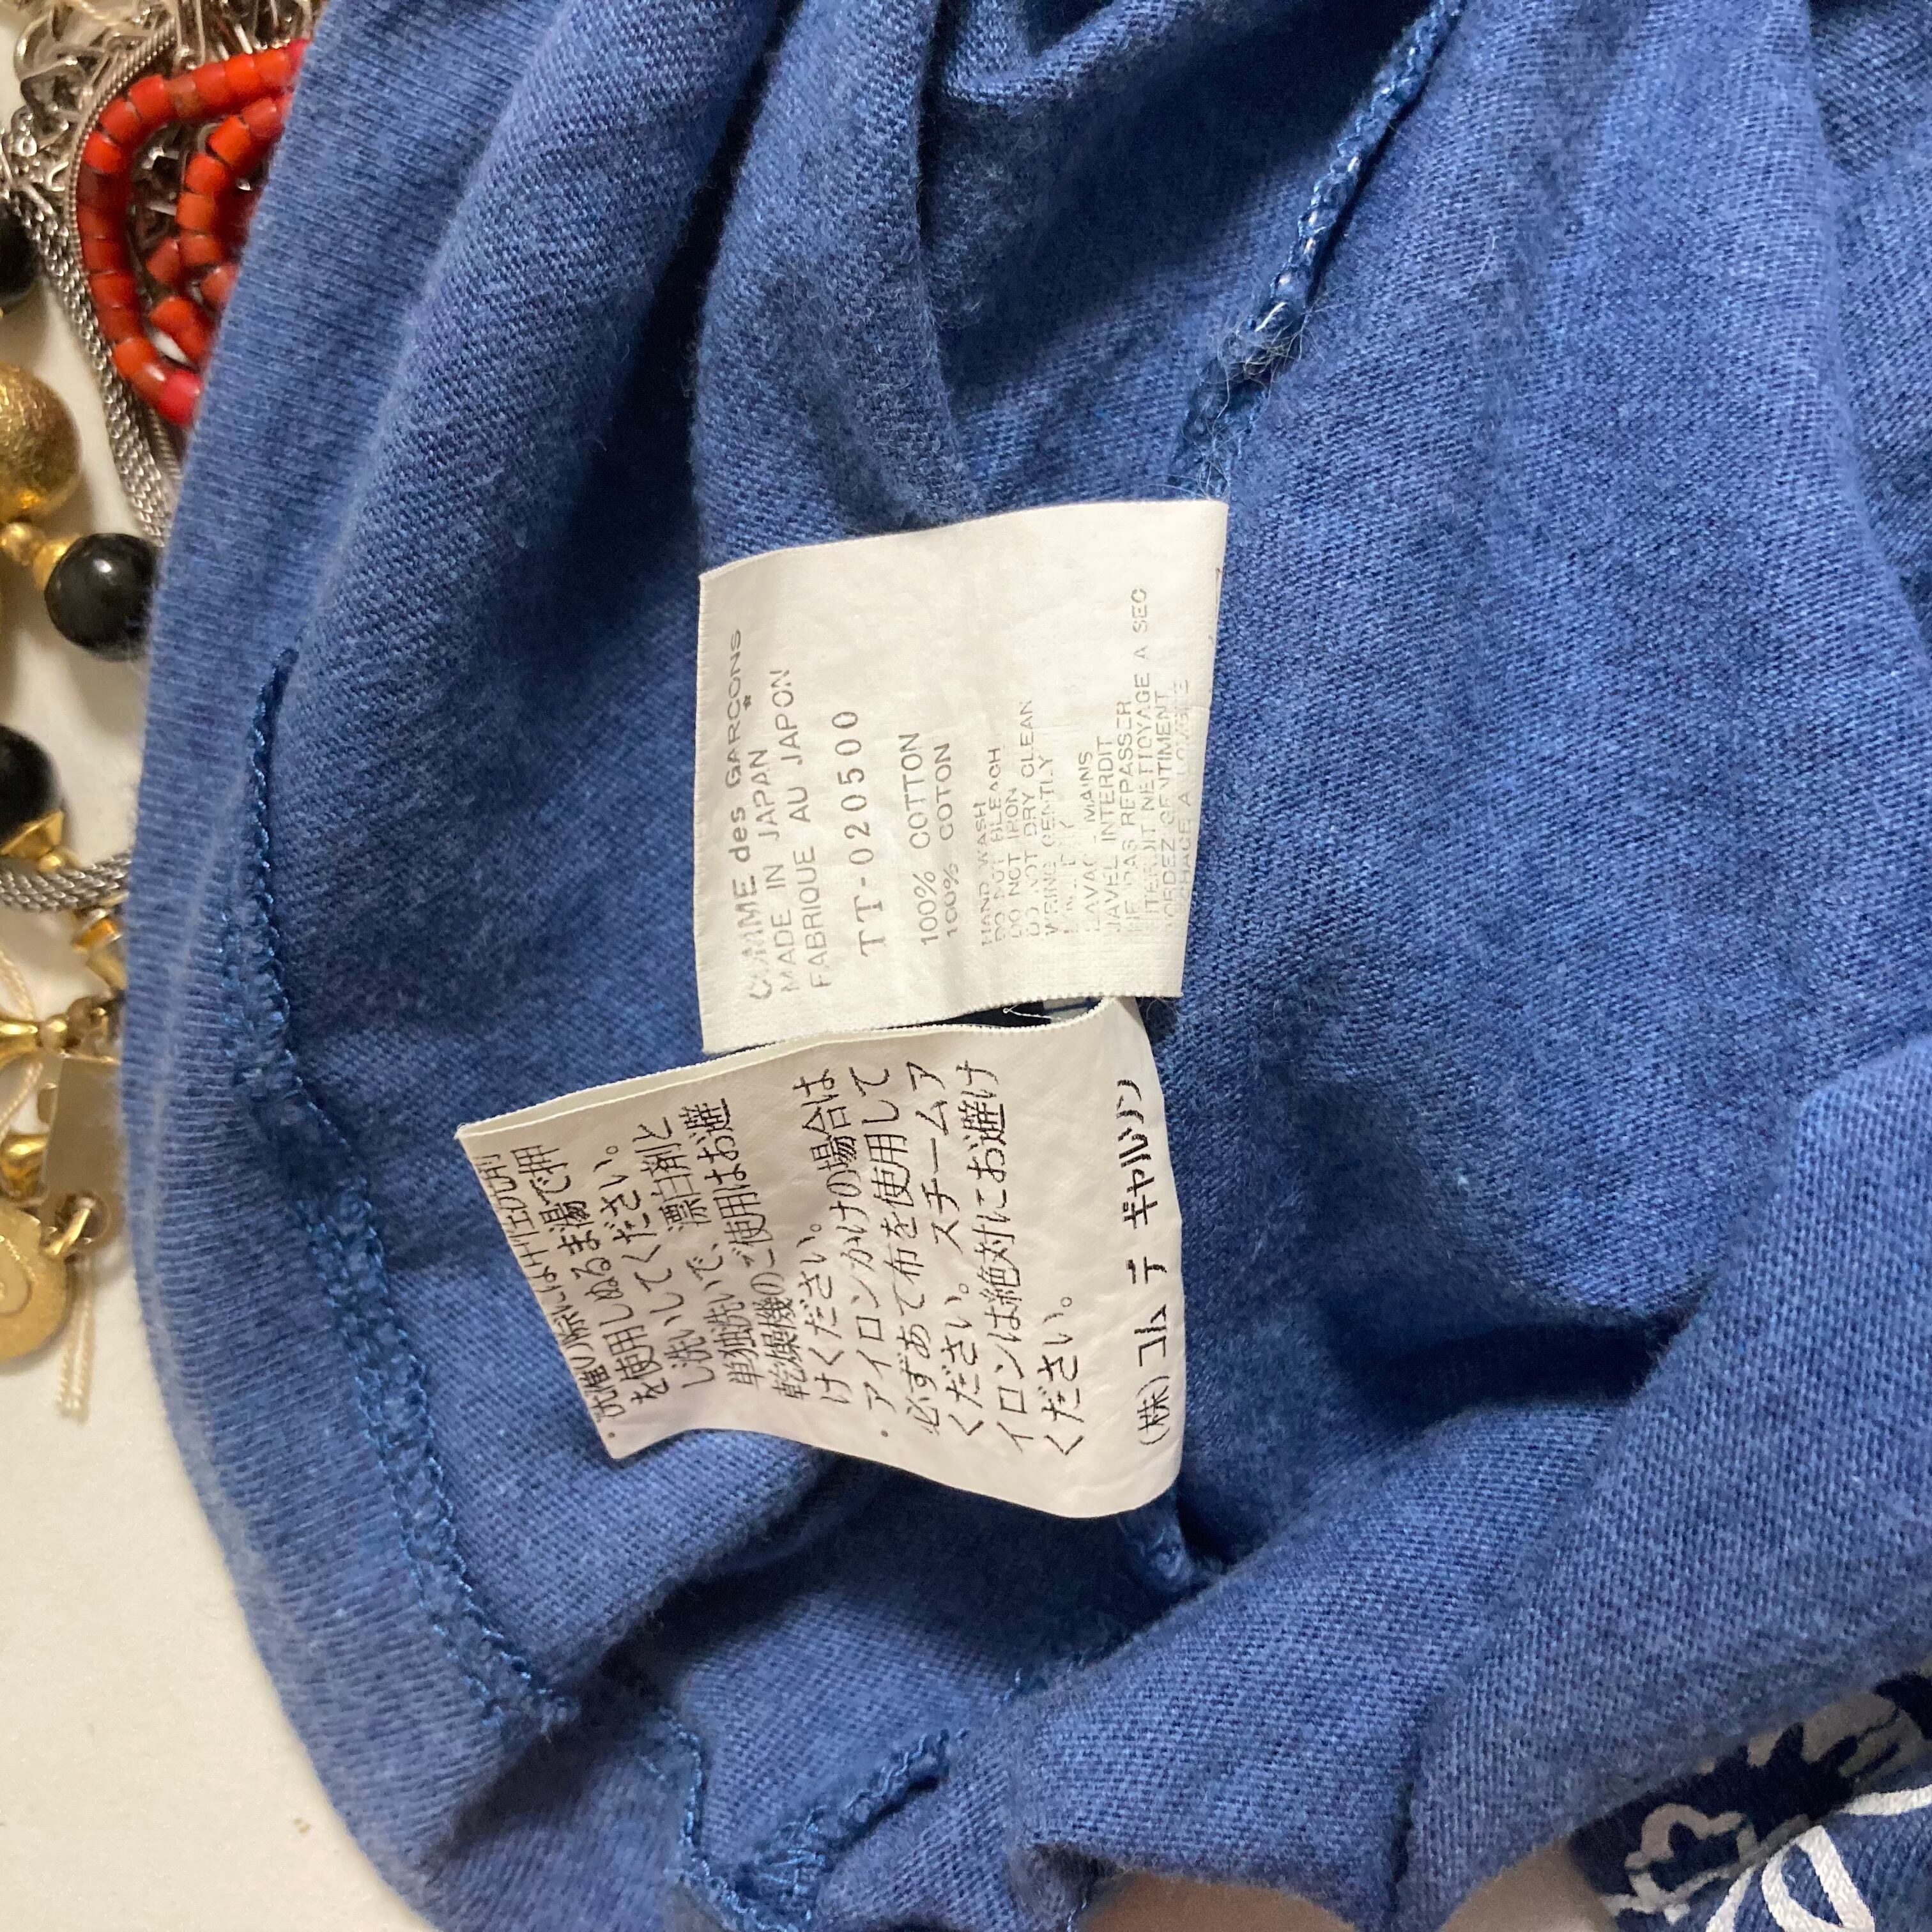 COMME des GARÇONS
MADE IN JAPAN
FABRIQUE AU JAPON
TT-020500
100% COTTON
100% COTON
HAND WASH
DO NOT BLEACH
DO NOT IRON
DO NOT DRY CLEAN
WRING GENTLY
MAINS
JAVEL INTERDIT
PAS REPASSER
NETTOYAGE A SEC
GENTIMENT
A
・洗濯の際には中性洗剤
を使用しぬるま湯で押
し洗いしてください。
単独洗いで、漂白剤と
乾燥機のご使用はお避
けください。
・アイロンかけの場合は
必ずあて布を使用して
ください。スチームア
イロンは絶対にお避け
ください。
(株)コム デ ギャルソン